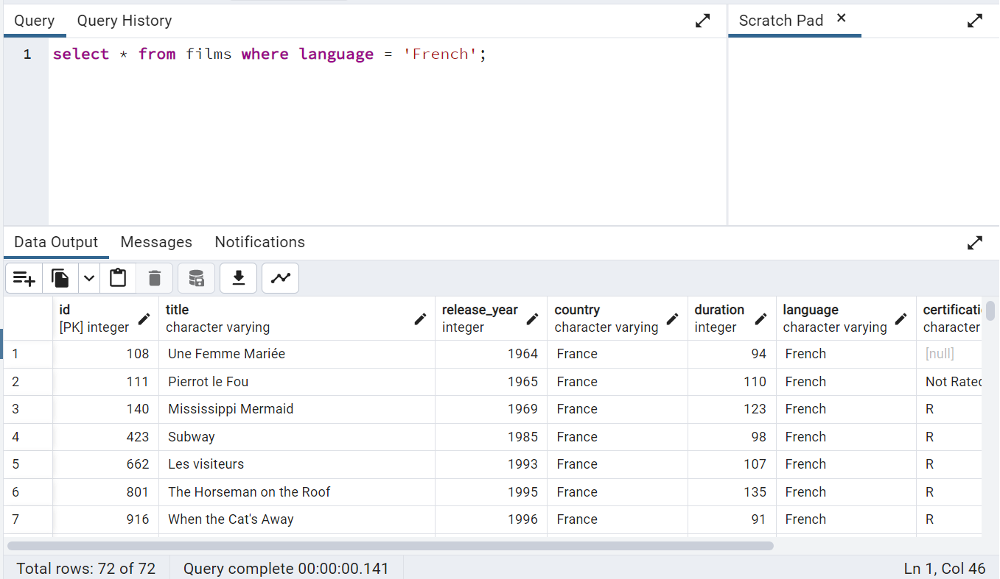 Query Query History Scratch Pad ×
1 select * from films where language = 'French';
Data Output Messages Notifications
id title release_year country duration language certificati
[PK] integer character varying integer character varying integer character varying character
1 108 Une Femme Mariée 1964 France 94 French [null]
2 111 Pierrot le Fou 1965 France 110 French Not Rated
3 140 Mississippi Mermaid 1969 France 123 French R
4 423 Subway 1985 France 98 French R
5 662 Les visiteurs 1993 France 107 French R
6 801 The Horseman on the Roof 1995 France 135 French R
7 916 When the Cat's Away 1996 France 91 French R
Total rows: 72 of 72 Query complete 00:00:00.141 Ln 1, Col 46